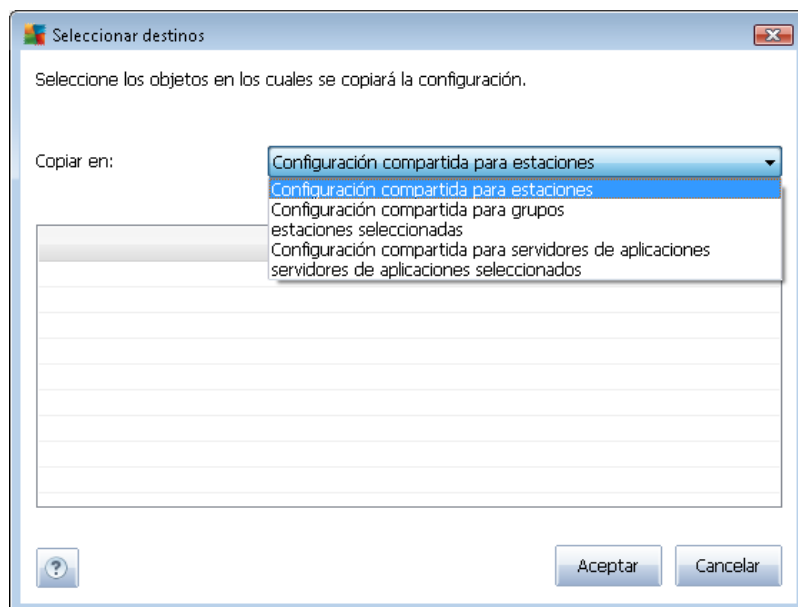 Seleccionar destinos
Seleccione los objetos en los cuales se copiará la configuración.
Copiar en:
Configuración compartida para estaciones
Configuración compartida para estaciones
Configuración compartida para grupos
estaciones seleccionadas
Configuración compartida para servidores de aplicaciones
servidores de aplicaciones seleccionados
?
Aceptar
Cancelar